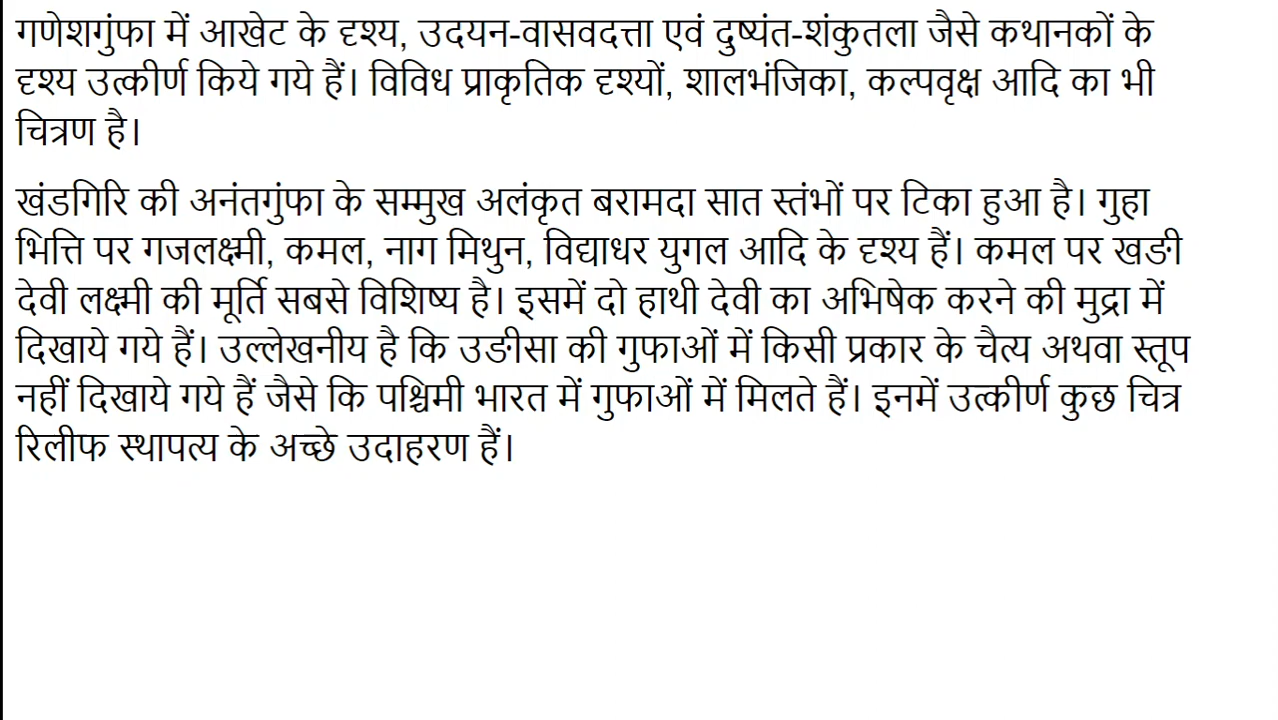 गणेशगुंफा में आखेट के दृश्य, उदयन-वासवदत्ता एवं दुष्यंत-शंकुतला जैसे कथानकों के
दृश्य उत्कीर्ण किये गये हैं। विविध प्राकृतिक दृश्यों, शालभंजिका, कल्पवृक्ष आदि का भी
चित्रण है।
खंडगिरि की अनंतगुंफा के सम्मुख अलंकृत बरामदा सात स्तंभों पर टिका हुआ है। गुहा
भित्ति पर गजलक्ष्मी, कमल, नाग मिथुन, विद्याधर युगल आदि के दृश्य हैं। कमल पर खङी
देवी लक्ष्मी की मूर्ति सबसे विशिष्य है। इसमें दो हाथी देवी का अभिषेक करने की मुद्रा में
दिखाये गये हैं। उल्लेखनीय है कि उङीसा की गुफाओं में किसी प्रकार के चैत्य अथवा स्तूप
नहीं दिखाये गये हैं जैसे कि पश्चिमी भारत में गुफाओं में मिलते हैं। इनमें उत्कीर्ण कुछ चित्र
रिलीफ स्थापत्य के अच्छे उदाहरण हैं।